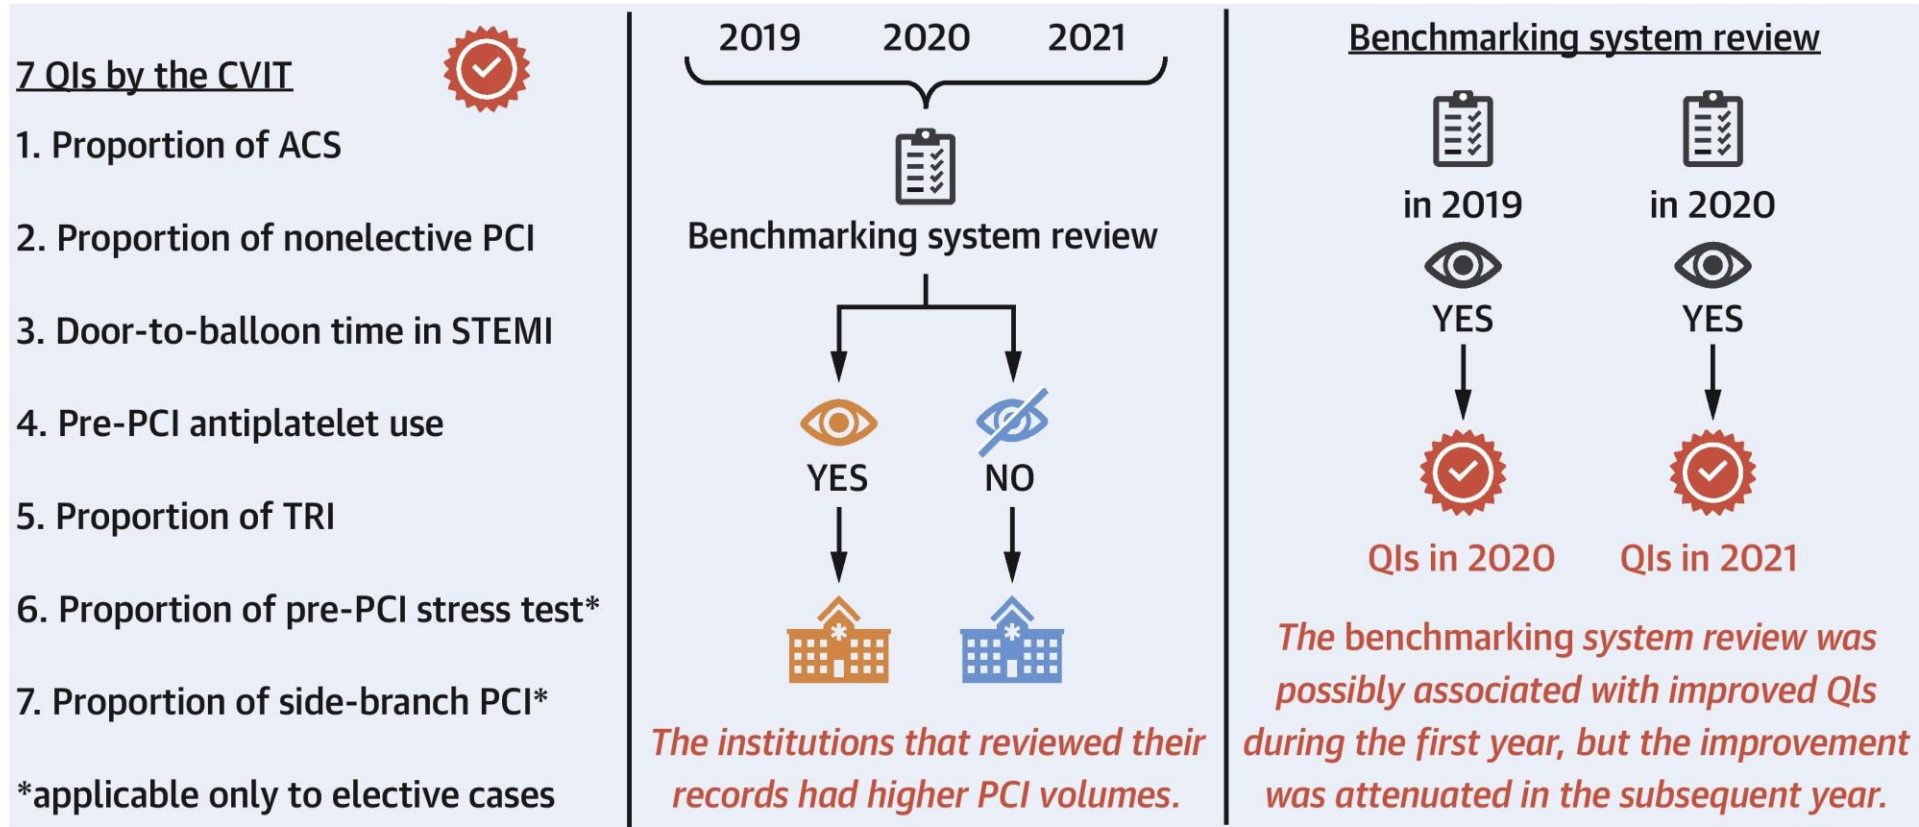 7 QIs by the CVIT
1. Proportion of ACS
2. Proportion of nonelective PCI
3. Door-to-balloon time in STEMI
4. Pre-PCI antiplatelet use
5. Proportion of TRI
6. Proportion of pre-PCI stress test*
7. Proportion of side-branch PCI*
*applicable only to elective cases
2019 2020 2021
Benchmarking system review
YES NO
The institutions that reviewed their
records had higher PCI volumes.
Benchmarking system review
in 2019 in 2020
YES YES
QIs in 2020 QIs in 2021
The benchmarking system review was
possibly associated with improved QIs
during the first year, but the improvement
was attenuated in the subsequent year.